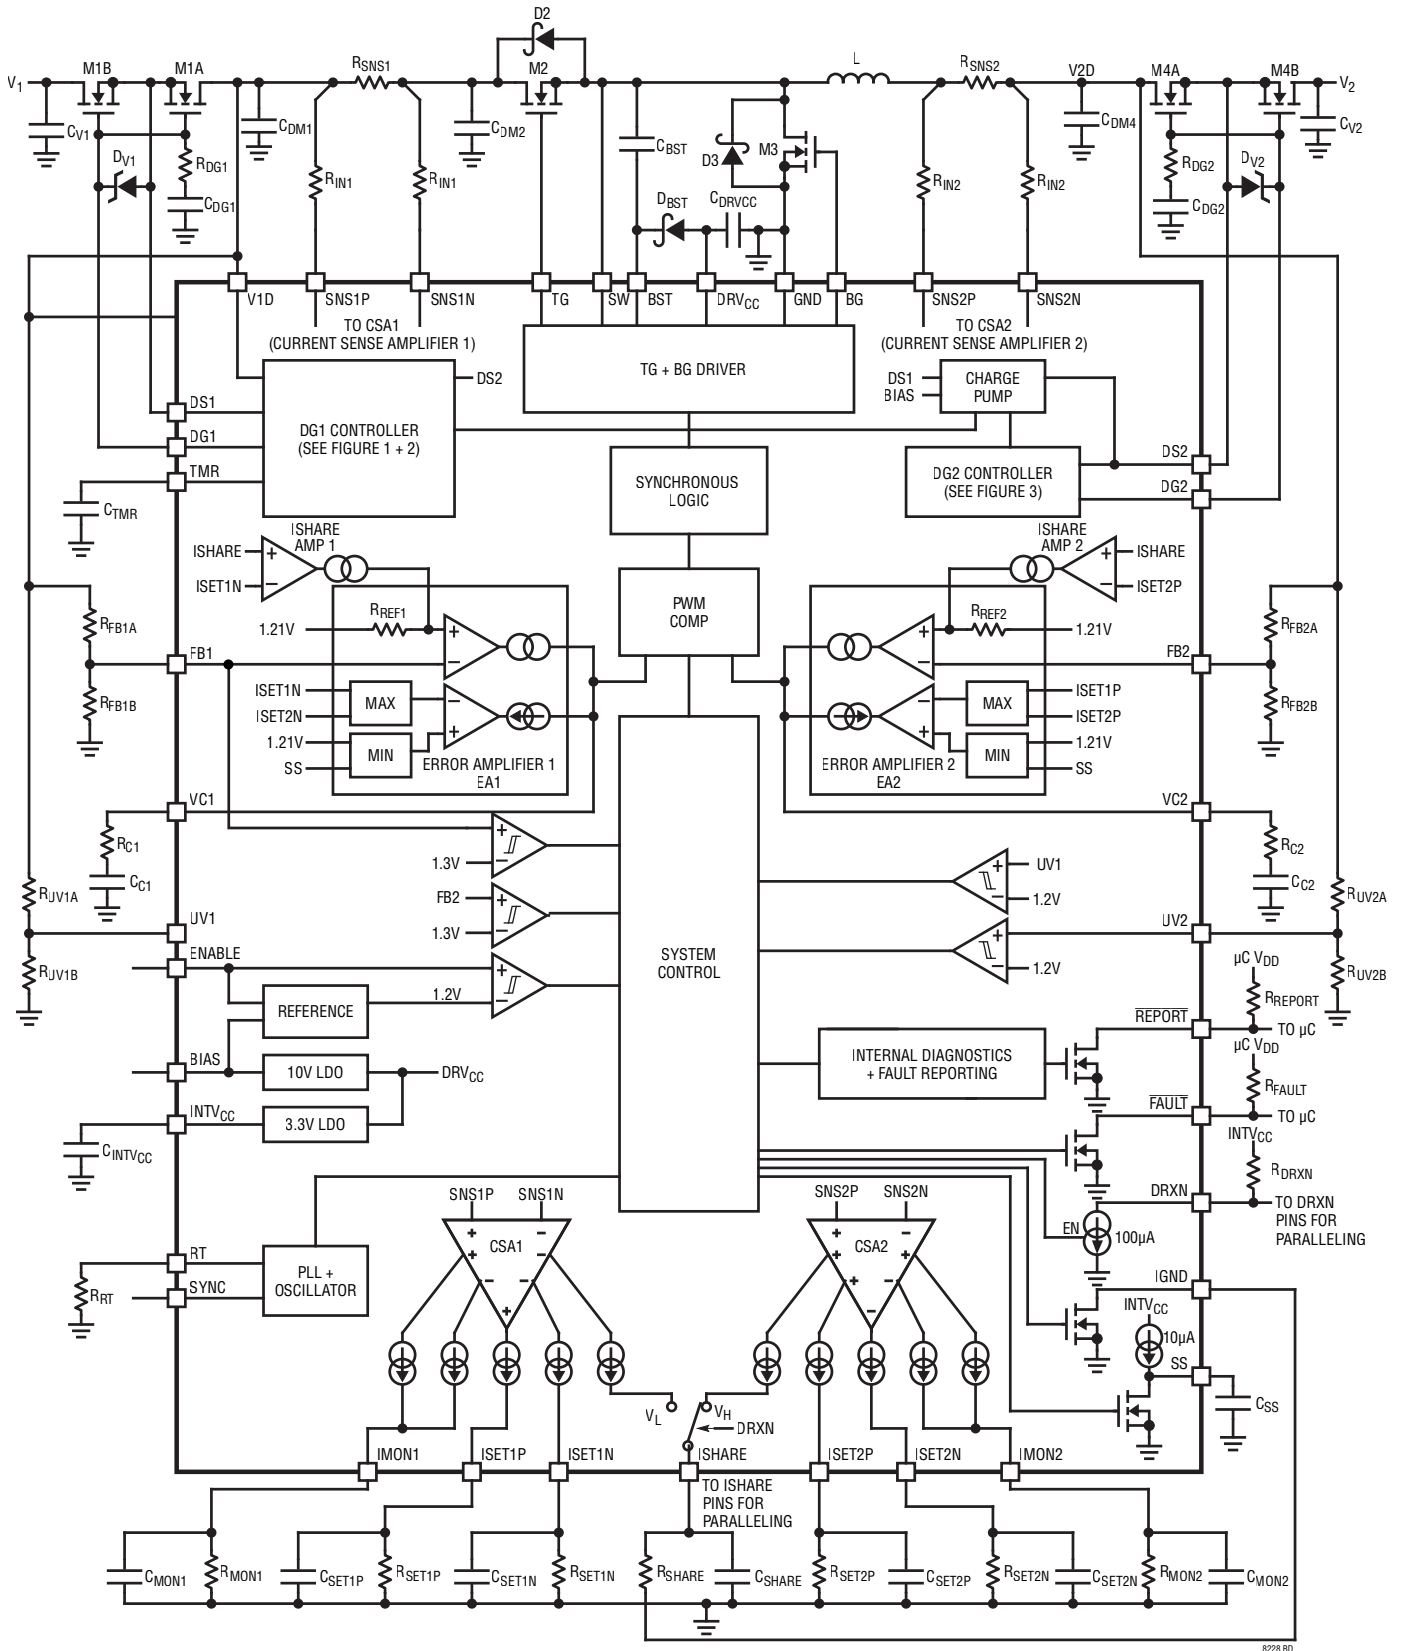 D2
M1B
M1A
RSNS1
M2
L
RSNS2
V2D
M4A
M4B
V1
V2
CV1
CDM1
CDM2
CBST
D3
M3
CDM4
CV2
DV1
RDG1
CDG1
RIN1
RIN1
DBST
CDRVCC
RIN2
RIN2
RDG2
CDG2
DV2
V1D
SNS1P
SNS1N
TG
SW
BST
DRVCC
GND
BG
SNS2P
SNS2N
TO CSA1
(CURRENT SENSE AMPLIFIER 1)
TO CSA2
(CURRENT SENSE AMPLIFIER 2)
TG + BG DRIVER
DS2
DS1
BIAS
CHARGE
PUMP
DS1
DG1
TMR
DG1 CONTROLLER
(SEE FIGURE 1 + 2)
SYNCHRONOUS
LOGIC
DG2 CONTROLLER
(SEE FIGURE 3)
DS2
DG2
CTMR
ISHARE
AMP 1
ISHARE
ISET1N
+
−
ISHARE
AMP 2
ISHARE
ISET2P
+
−
PWM
COMP
RREF1
1.21V
+
−
RREF2
1.21V
+
−
RFB1A
FB1
RFB1B
RFB2A
FB2
RFB2B
ISET1N
ISET2N
MAX
−
+
1.21V
SS
MIN
ERROR AMPLIFIER 1
EA1
ISET1P
ISET2P
MAX
−
+
1.21V
SS
MIN
ERROR AMPLIFIER 2
EA2
VC1
VC2
RC1
CC1
RC2
CC2
+
−
1.3V
FB2
+
−
1.3V
UV1
+
−
1.2V
RUV1A
UV1
RUV1B
RUV2A
UV2
RUV2B
+
−
1.2V
ENABLE
+
−
1.2V
REFERENCE
SYSTEM
CONTROL
µC VDD
RREPORT
REPORT
TO µC
µC VDD
INTERNAL DIAGNOSTICS
+ FAULT REPORTING
BIAS
10V LDO
DRVCC
RFAULT
FAULT
TO µC
INTVCC
3.3V LDO
CINTVCC
INTVCC
RDRXN
DRXN
TO DRXN
PINS FOR
PARALLELING
EN
100µA
SNS1P
SNS1N
+
−
CSA1
+
−
+
−
−
SNS2P
SNS2N
+
−
CSA2
+
+
−
−
+
RT
SYNC
RRT
PLL +
OSCILLATOR
IGND
INTVCC
10µA
SS
CSS
VL
VH
DRXN
IMON1
ISET1P
ISET1N
ISHARE
ISET2P
ISET2N
IMON2
TO ISHARE
PINS FOR
PARALLELING
CMON1
RMON1
CSET1P
RSET1P
CSET1N
RSET1N
RSHARE
CSHARE
RSET2P
CSET2P
RSET2N
CSET2N
RMON2
CMON2
8228 BD